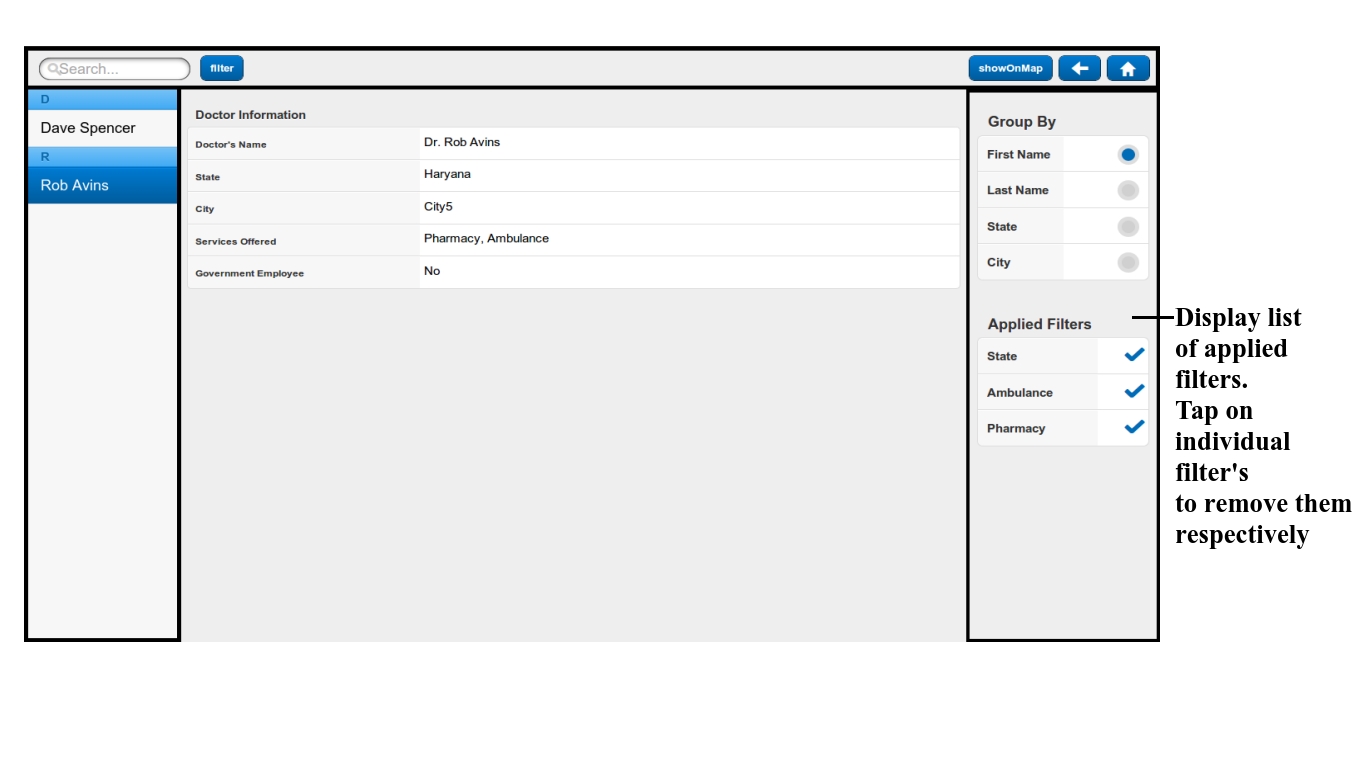 Search...
filter
showOnMap
D
Dave Spencer
R
Rob Avins
Doctor Information
Doctor's Name Dr. Rob Avins
State Haryana
City City5
Services Offered Pharmacy, Ambulance
Government Employee No
Group By
First Name
Last Name
State
City
Applied Filters
State
Ambulance
Pharmacy
Display list
of applied
filters.
Tap on
individual
filter's
to remove them
respectively